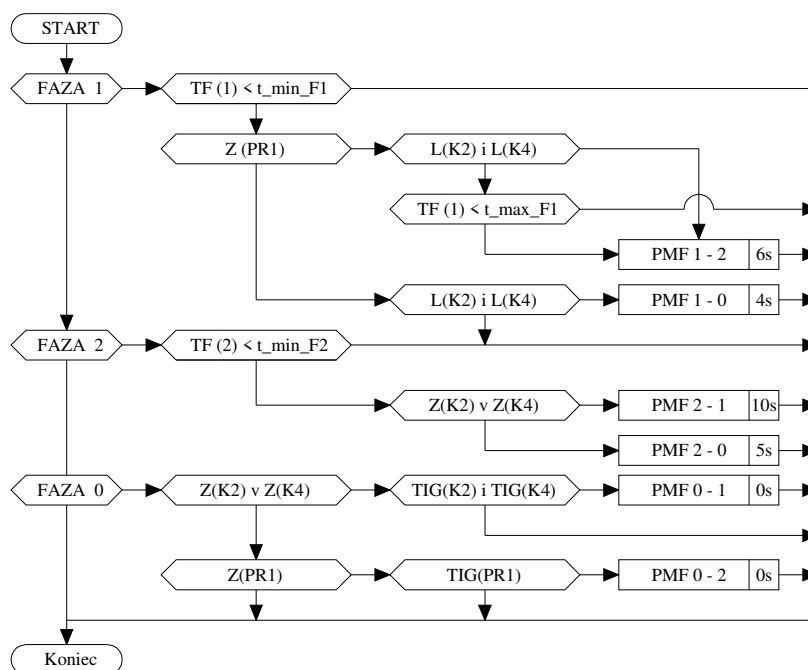 START
FAZA 1
TF (1) < t_min_F1
Z (PR1)
L(K2) i L(K4)
TF (1) < t_max_F1
PMF 1 - 2
6s
L(K2) i L(K4)
PMF 1 - 0
4s
FAZA 2
TF (2) < t_min_F2
Z(K2) v Z(K4)
PMF 2 - 1
10s
PMF 2 - 0
5s
FAZA 0
Z(K2) v Z(K4)
TIG(K2) i TIG(K4)
PMF 0 - 1
0s
Z(PR1)
TIG(PR1)
PMF 0 - 2
0s
Koniec